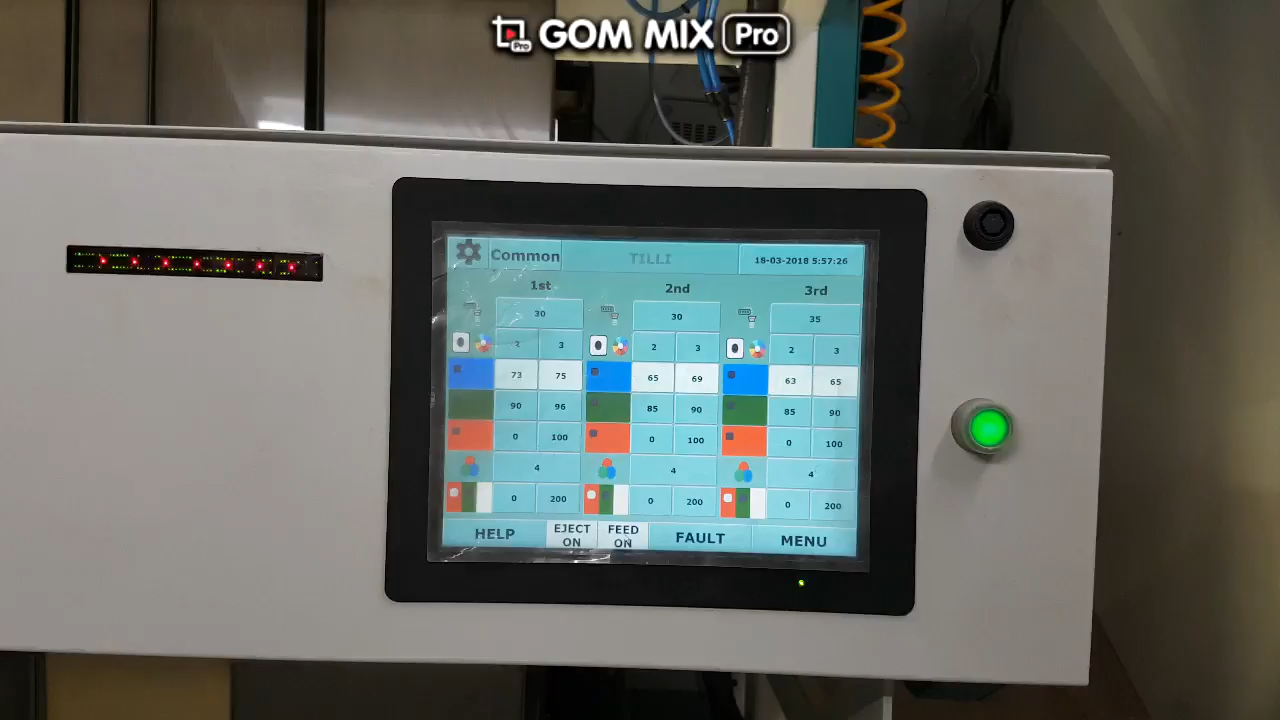 GOM MIX Pro
Common TILLI 18-03-2018 5:57:26
1st 2nd 3rd
30 30 35
2 3 2 3 2 3
73 75 65 69 63 65
90 96 85 90 85 90
0 100 0 100 0 100
4 4 4
0 200 0 200 0 200
HELP EJECT ON FEED ON FAULT MENU